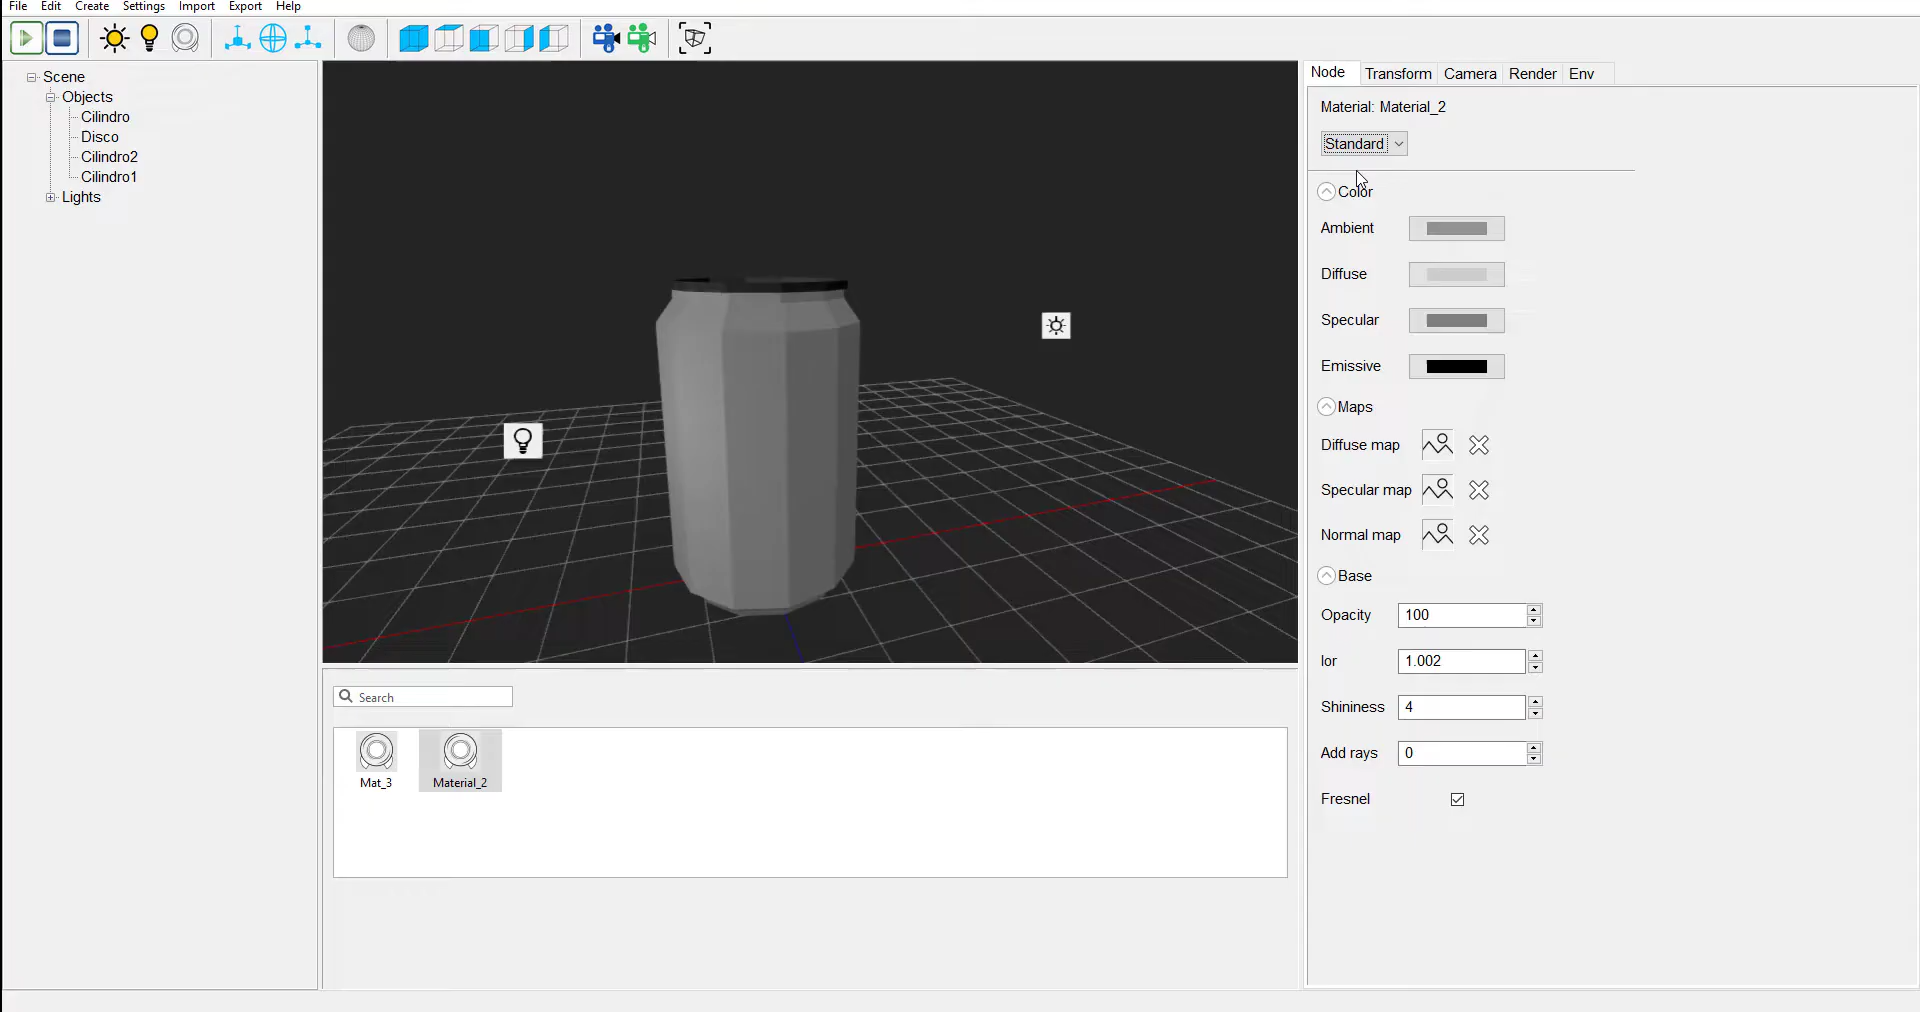 File Edit Create Settings Import Export Help
Scene
Objects
Cilindro
Disco
Cilindro2
Cilindro1
Lights
Search
Mat_3
Material_2
Node Transform Camera Render Env
Material: Material_2
Standard
Color
Ambient
Diffuse
Specular
Emissive
Maps
Diffuse map
Specular map
Normal map
Base
Opacity 100
Ior 1.002
Shininess 4
Add rays 0
Fresnel